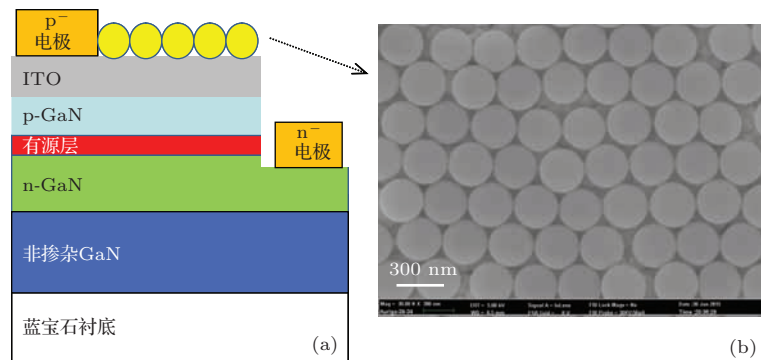 p⁻
电极
ITO
p-GaN
有源层
n⁻
电极
n-GaN
非掺杂GaN
蓝宝石衬底
(a)
300 nm
(b)